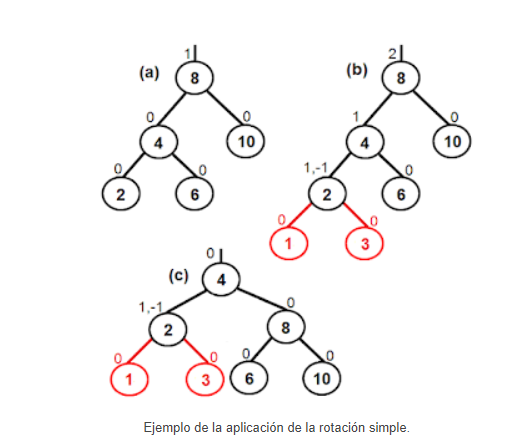 1
(a) 8
0 0
4 10
0 0
2 6
2
(b) 8
1 0
4 10
1,-1 0
2 6
0 0
1 3
0
(c) 4
1,-1 0
2 8
0 0 0 0
1 3 6 10
Ejemplo de la aplicación de la rotación simple.